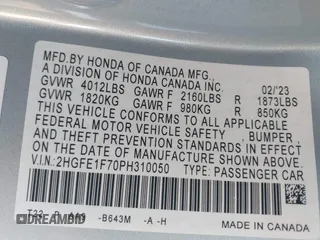 MFD.BY HONDA OF CANADA MFG.,
A DIVISION OF HONDA CANADA INC. 02/'23
GVWR 4012LBS GAWR F 2160LBS R 1873LBS
GVWR 1820KG GAWR F 980KG R 850KG
THIS VEHICLE CONFORMS TO ALL APPLICABLE
FEDERAL MOTOR VEHICLE SAFETY, BUMPER,
AND THEFT PREVENTION STANDARDS IN EFFECT
ON THE DATE OF MANUFACTURE SHOWN ABOVE.
V.I.N:2HGFE1F70PH310050 TYPE: PASSENGER CAR
-B643M -A -H
MADE IN CANADA
DREAMBID